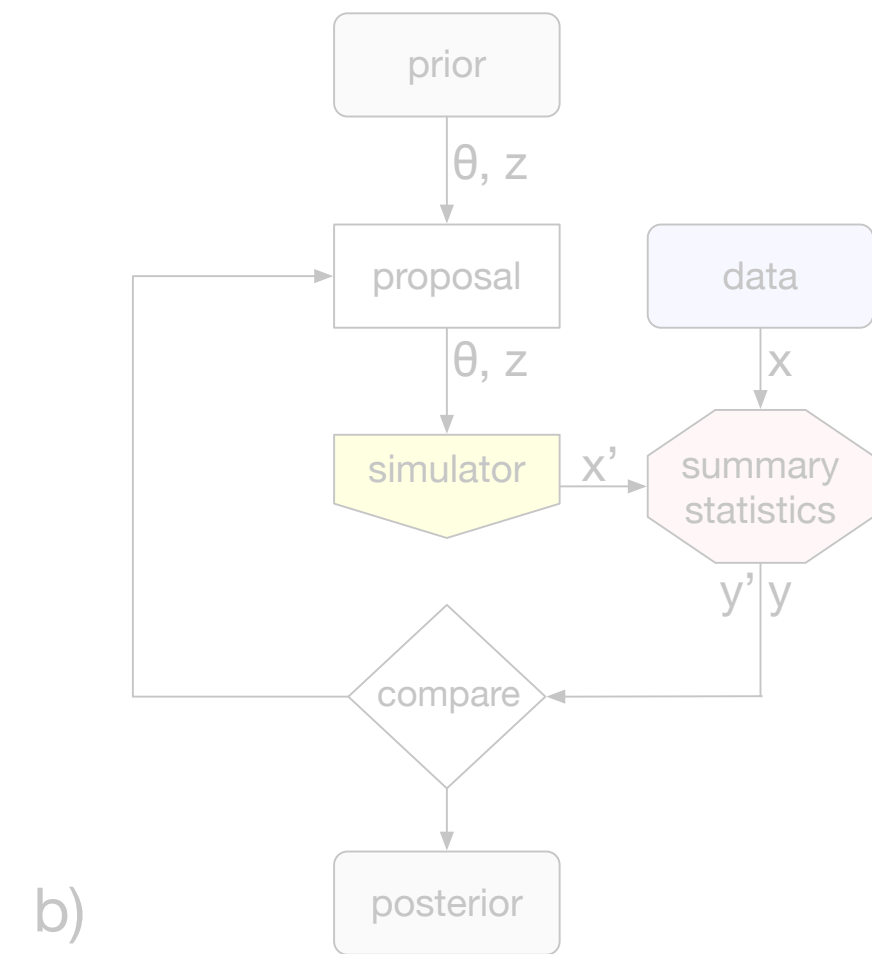 prior
θ, z
proposal
data
θ, z
x
simulator
x’
summary
statistics
y’ y
compare
posterior
b)